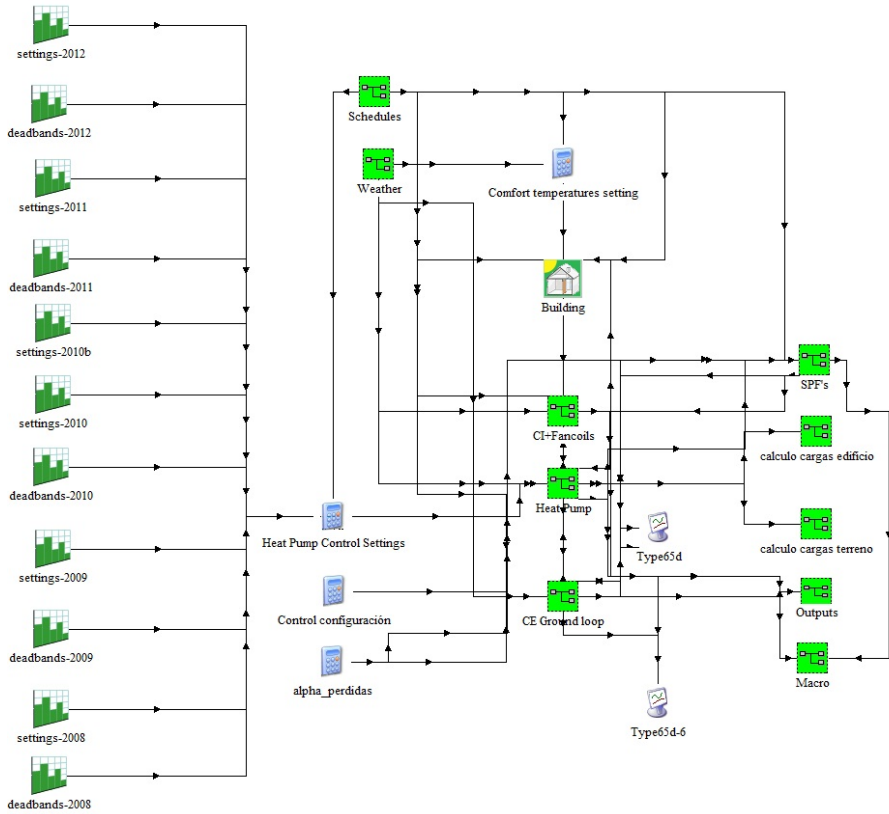 settings-2012
deadbands-2012
settings-2011
deadbands-2011
settings-2010b
settings-2010
deadbands-2010
settings-2009
deadbands-2009
settings-2008
deadbands-2008
Schedules
Weather
Comfort temperatures setting
Building
SPF's
CI+Fancoils
calculo cargas edifício
Heat Pump
Heat Pump Control Settings
Type65d
calculo cargas terreno
Control configuración
CE Ground loop
Outputs
alpha_perdidas
Macro
Type65d-6